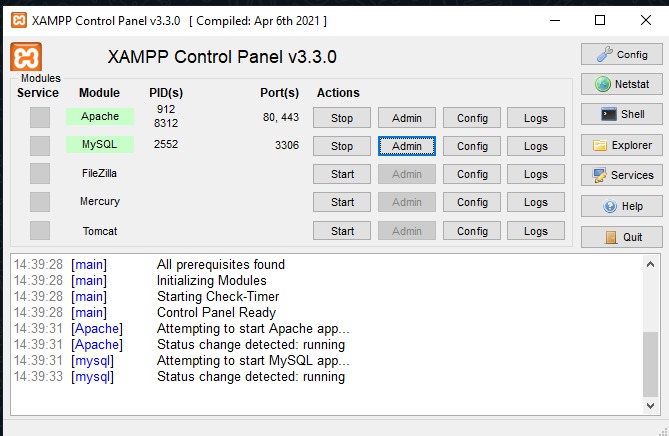 XAMPP Control Panel v3.3.0 [ Compiled: Apr 6th 2021 ]
XAMPP Control Panel v3.3.0
Config
Modules
Service Module PID(s) Port(s) Actions
Netstat
Apache 912 8312 80, 443 Stop Admin Config Logs
Shell
MySQL 2552 3306 Stop Admin Config Logs
Explorer
FileZilla Start Admin Config Logs
Services
Mercury Start Admin Config Logs
Help
Tomcat Start Admin Config Logs
Quit
14:39:28 [main] All prerequisites found
14:39:28 [main] Initializing Modules
14:39:28 [main] Starting Check-Timer
14:39:28 [main] Control Panel Ready
14:39:31 [Apache] Attempting to start Apache app...
14:39:31 [Apache] Status change detected: running
14:39:31 [mysql] Attempting to start MySQL app...
14:39:33 [mysql] Status change detected: running